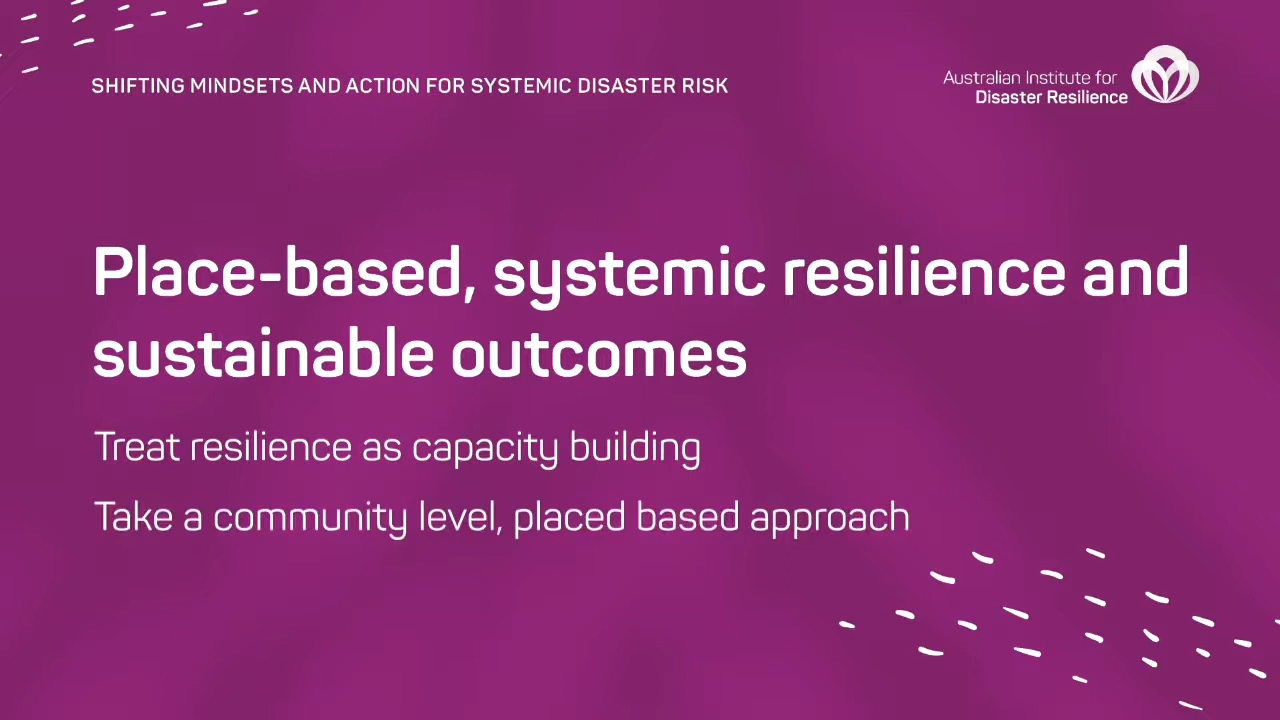 SHIFTING MINDSETS AND ACTION FOR SYSTEMIC DISASTER RISK
Australian Institute for
Disaster Resilience
Place-based, systemic resilience and
sustainable outcomes
Treat resilience as capacity building
Take a community level, placed based approach